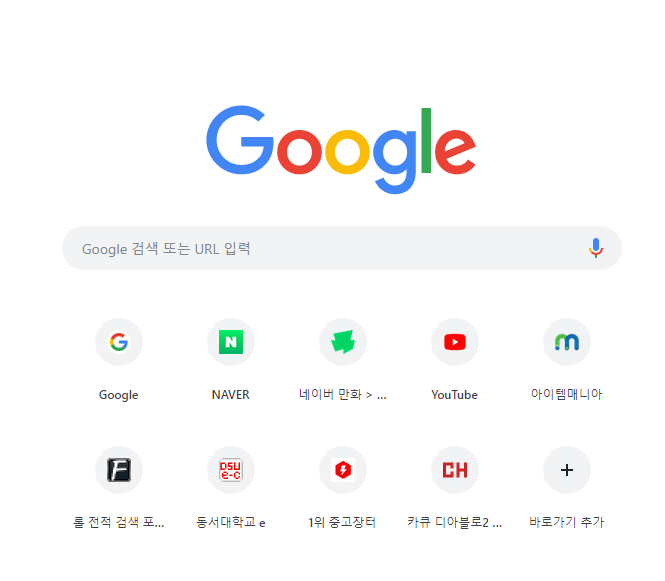 Google
Google 검색 또는 URL 입력
N
Google
NAVER
네이버 만화 > ...
YouTube
아이템매니아
F
DSU
e-c
CH
롤 전적 검색 포...
동서대학교 e
1위 중고장터
카큐 디아블로2 ...
바로가기 추가